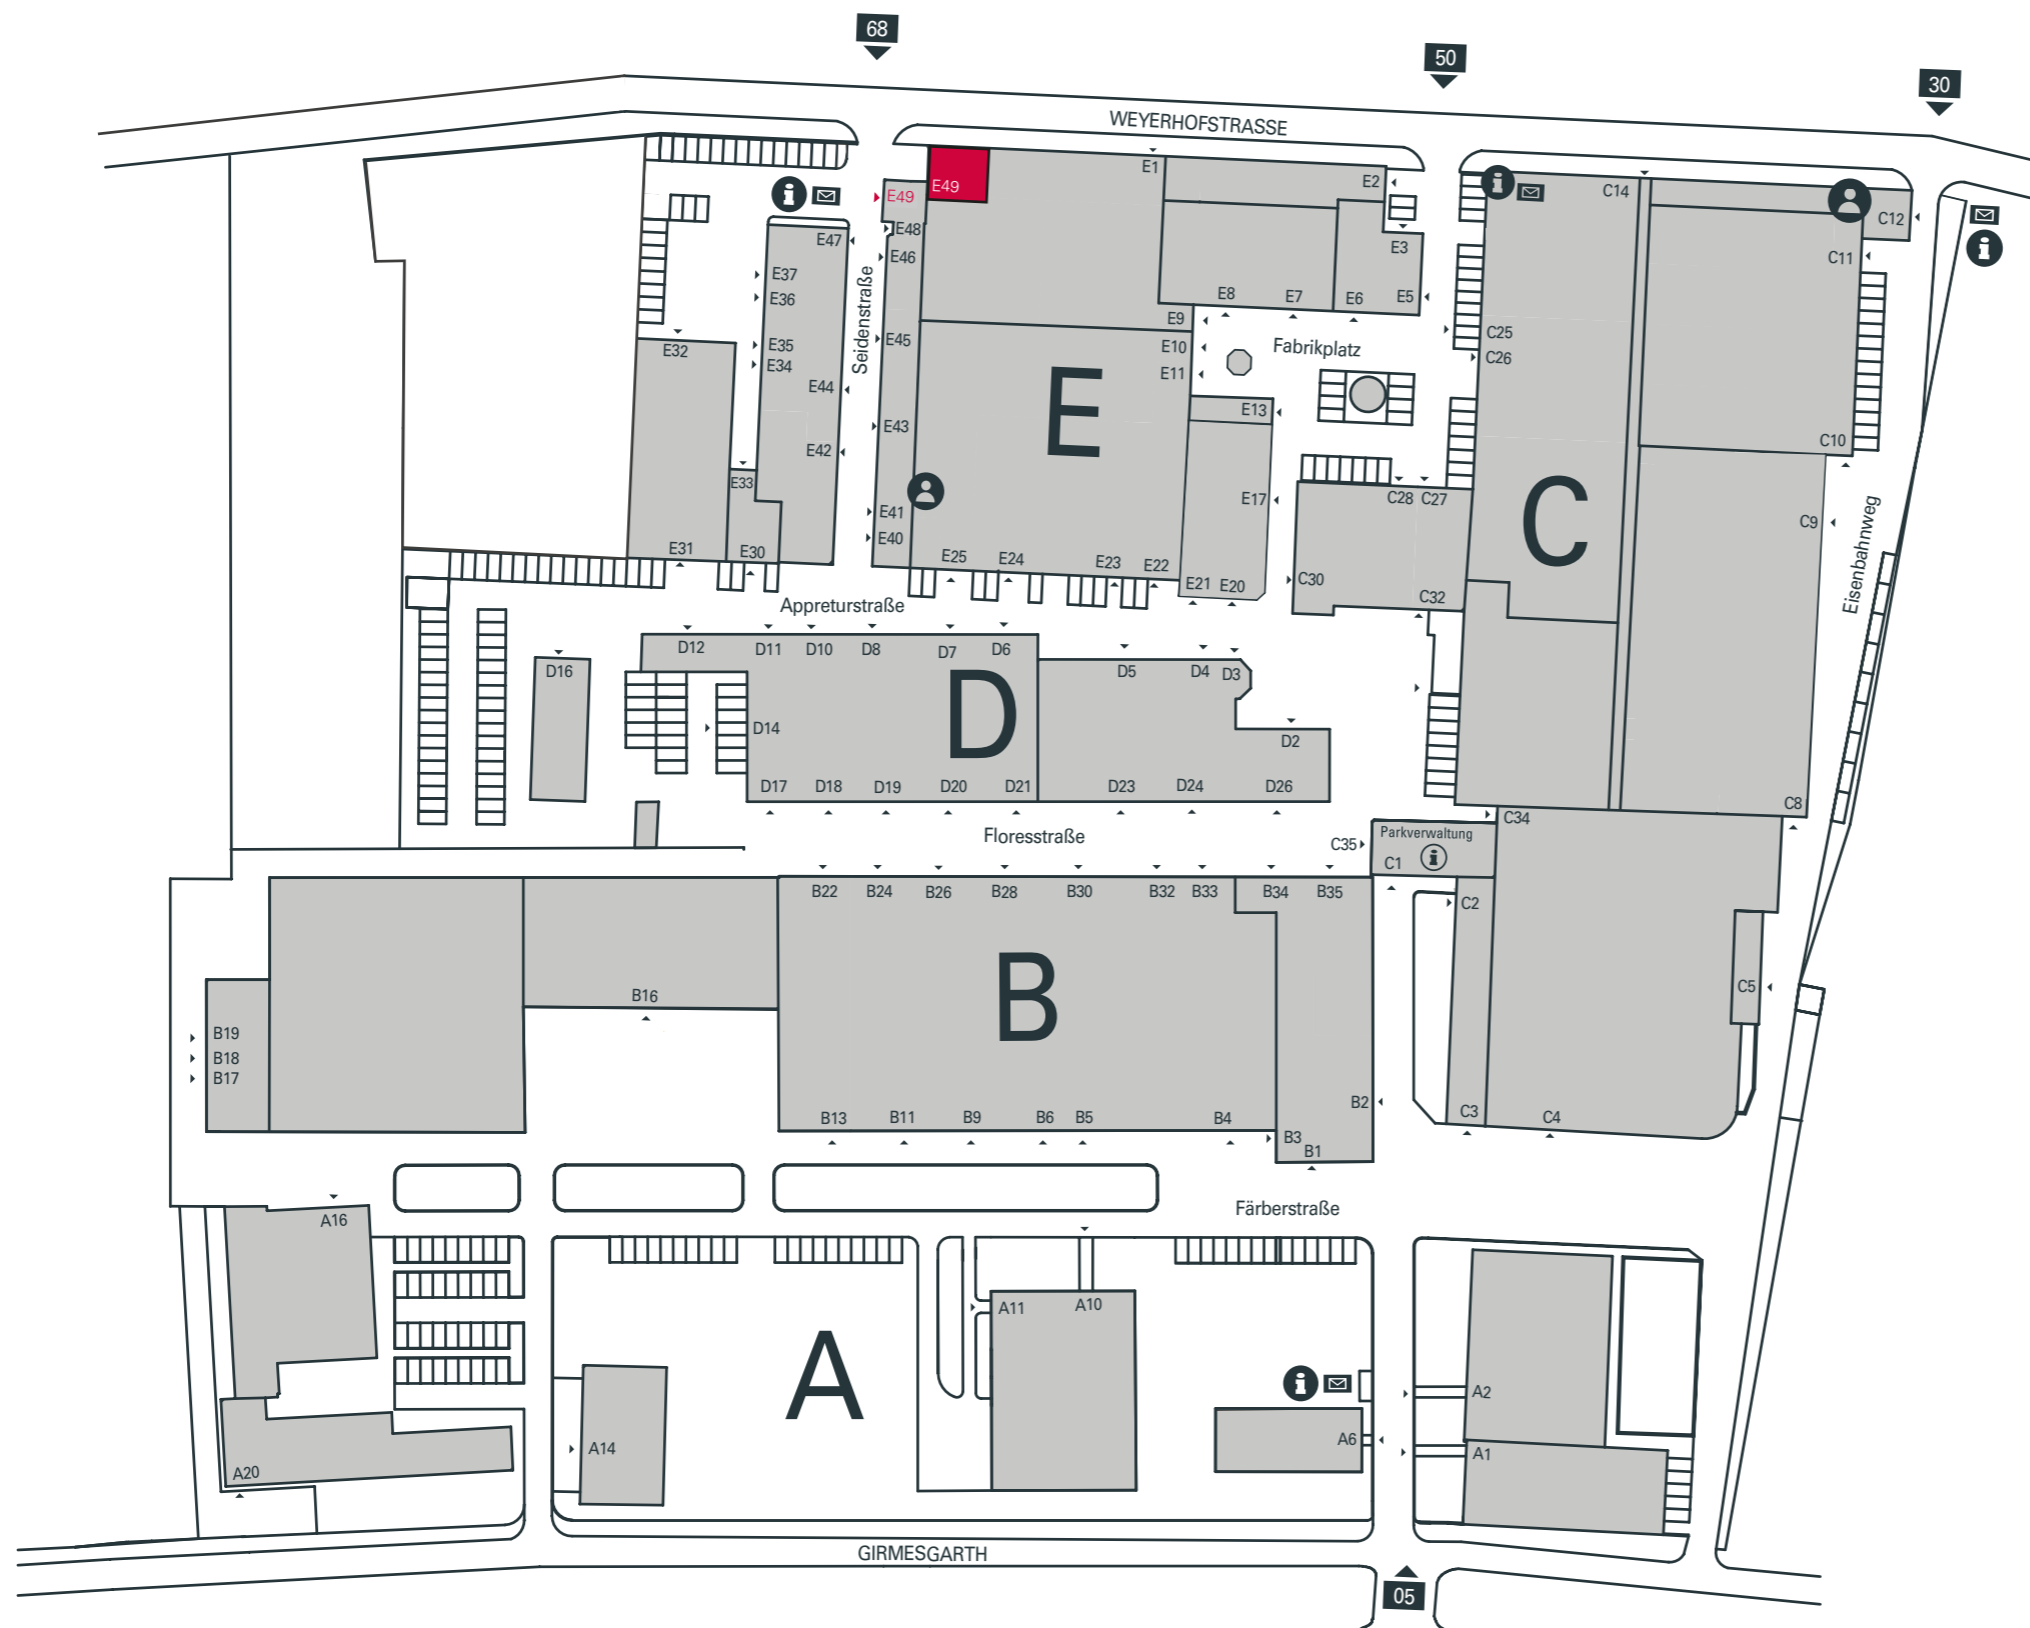 68
50
30
WEYERHOFSTRASSE
E1
E2
E49
E49
E48
E47
E46
E37
E36
E35
E34
E32
E44
E45
E43
E42
E33
E41
E40
E31
E30
Seidenstraße
E
E3
E5
E6
E7
E8
E9
E10
E11
Fabrikplatz
E13
E17
E25
E24
E23
E22
E21
E20
C14
C12
C11
C25
C26
C10
C28
C27
C
C9
C30
C32
Eisenbahnweg
Appreturstraße
D12
D11
D10
D8
D7
D6
D5
D4
D3
D16
D
D14
D2
D17
D18
D19
D20
D21
D23
D24
D26
C8
C34
Floresstraße
C35
Parkverwaltung
C1
B22
B24
B26
B28
B30
B32
B33
B34
B35
C2
B
B16
C5
B19
B18
B17
B13
B11
B9
B6
B5
B4
B3
B2
B1
C3
C4
Färberstraße
A16
A11
A10
A
A2
A14
A6
A1
A20
GIRMESGARTH
05